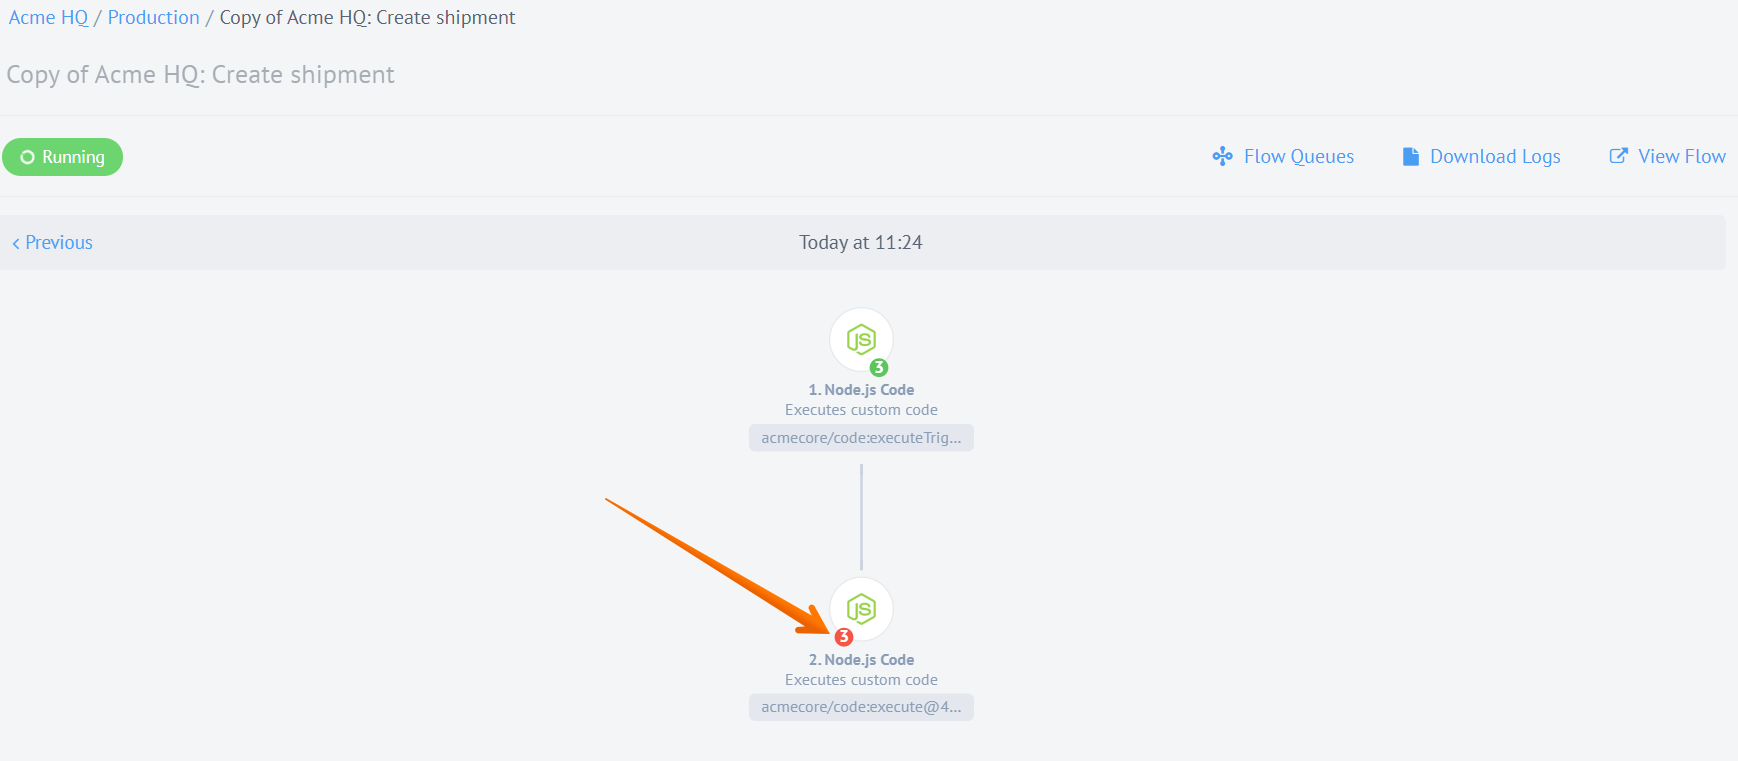 Acme HQ / Production / Copy of Acme HQ: Create shipment
Copy of Acme HQ: Create shipment
Running
Flow Queues
Download Logs
View Flow
‹ Previous
Today at 11:24
JS
3
1. Node.js Code
Executes custom code
acmecore/code:executeTrig...
JS
3
2. Node.js Code
Executes custom code
acmecore/code:execute@4...